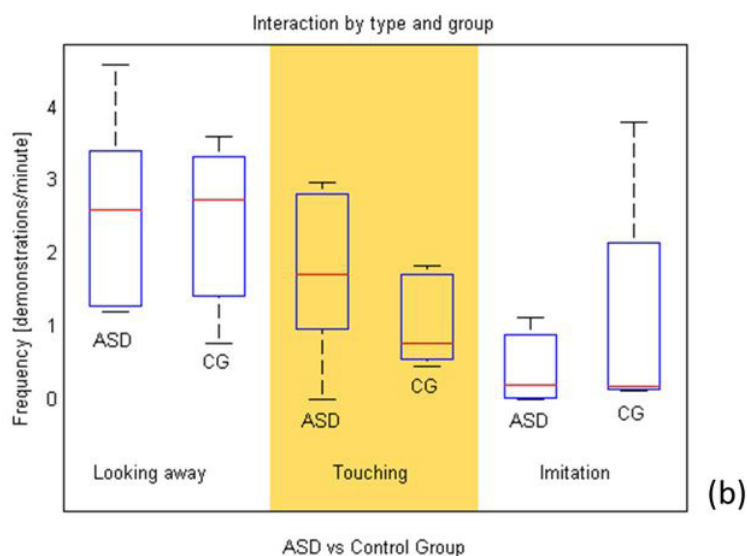 Interaction by type and group
Frequency [demonstrations/minute]
4
3
2
1
0
ASD
CG
ASD
CG
ASD
CG
Looking away
Touching
Imitation
(b)
ASD vs Control Group